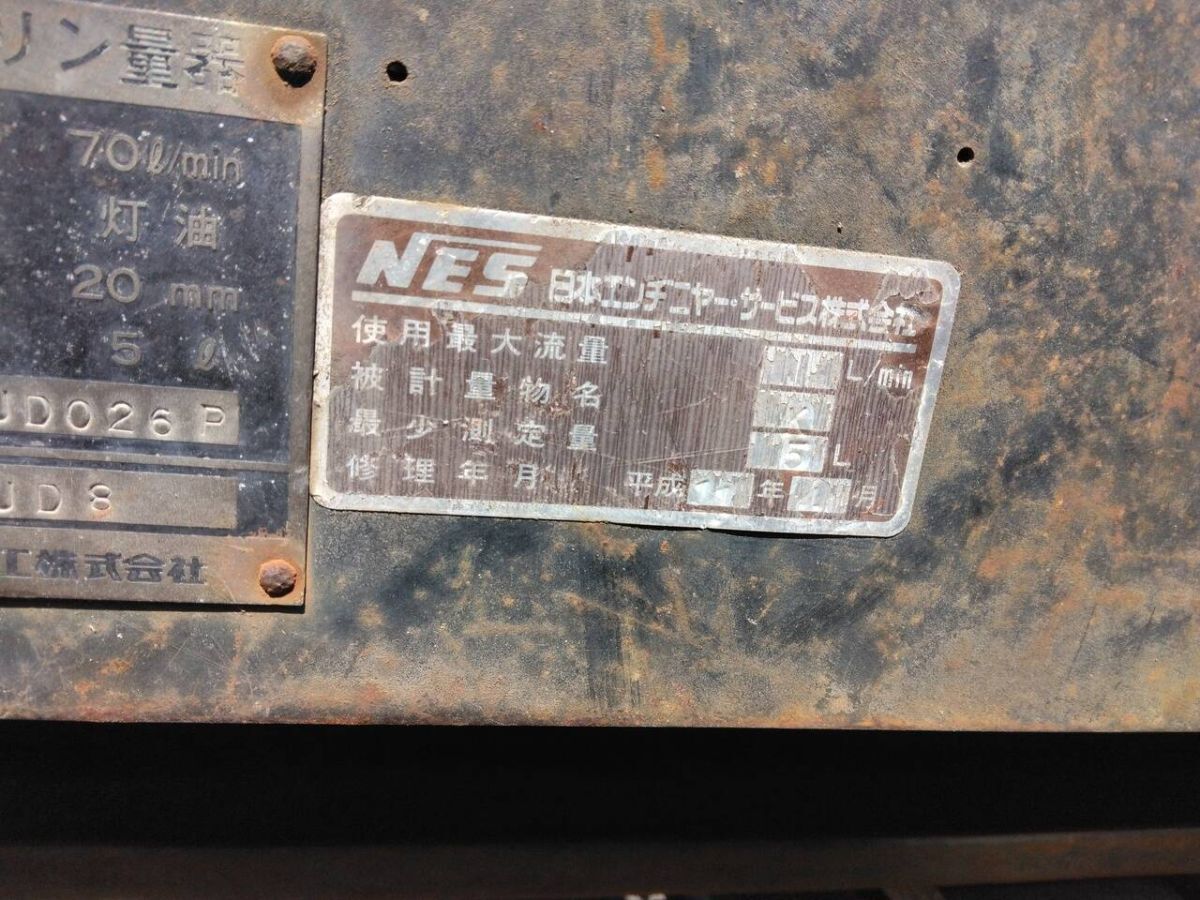 リン量器
70ℓ/min
灯油
20 mm
5 ℓ
JD026P
JD8
工株式会社
NES 日本エンヂニヤー・サービス株式会社
使用最大流量 L/min
被計量物名 K
最少測定量 5 L
修理年月 平成 年 月